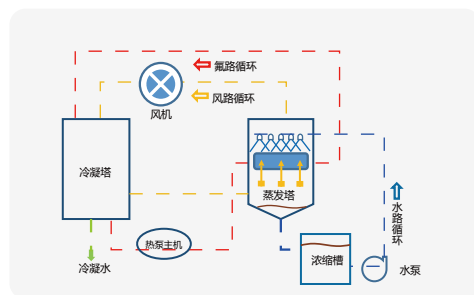 氟路循环
风路循环
风机
冷凝塔
蒸发塔
水路循环
热泵主机
冷凝水
浓缩槽
水泵